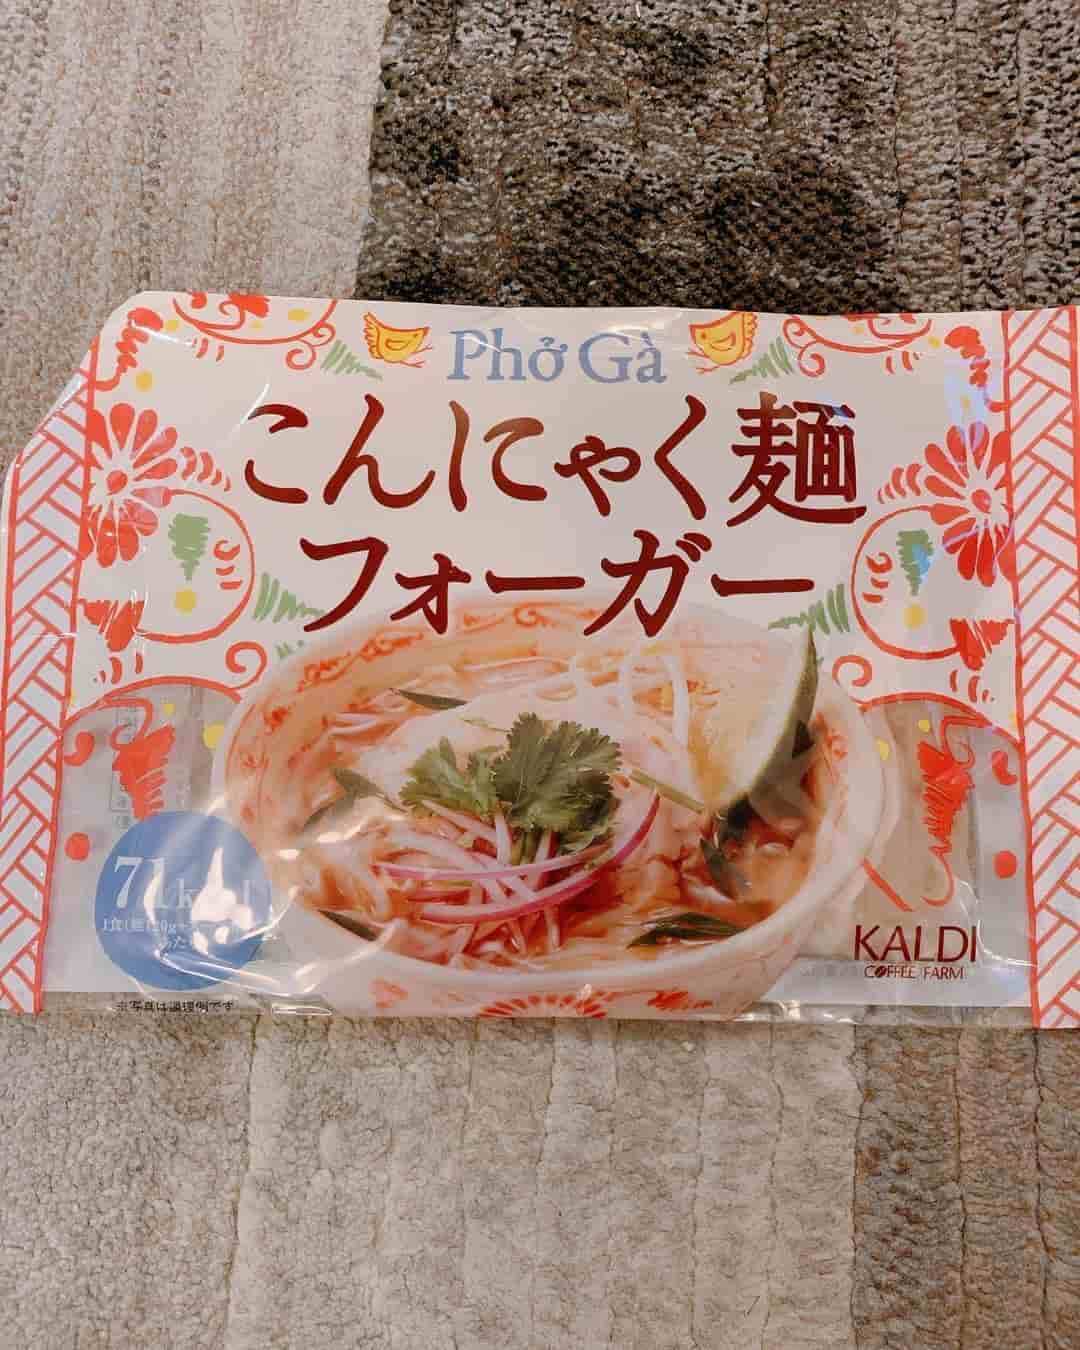 Phở Gà
こんにゃく麺
フォーガー
71kcal
KALDI
COFFEE FARM
※写真は調理例です